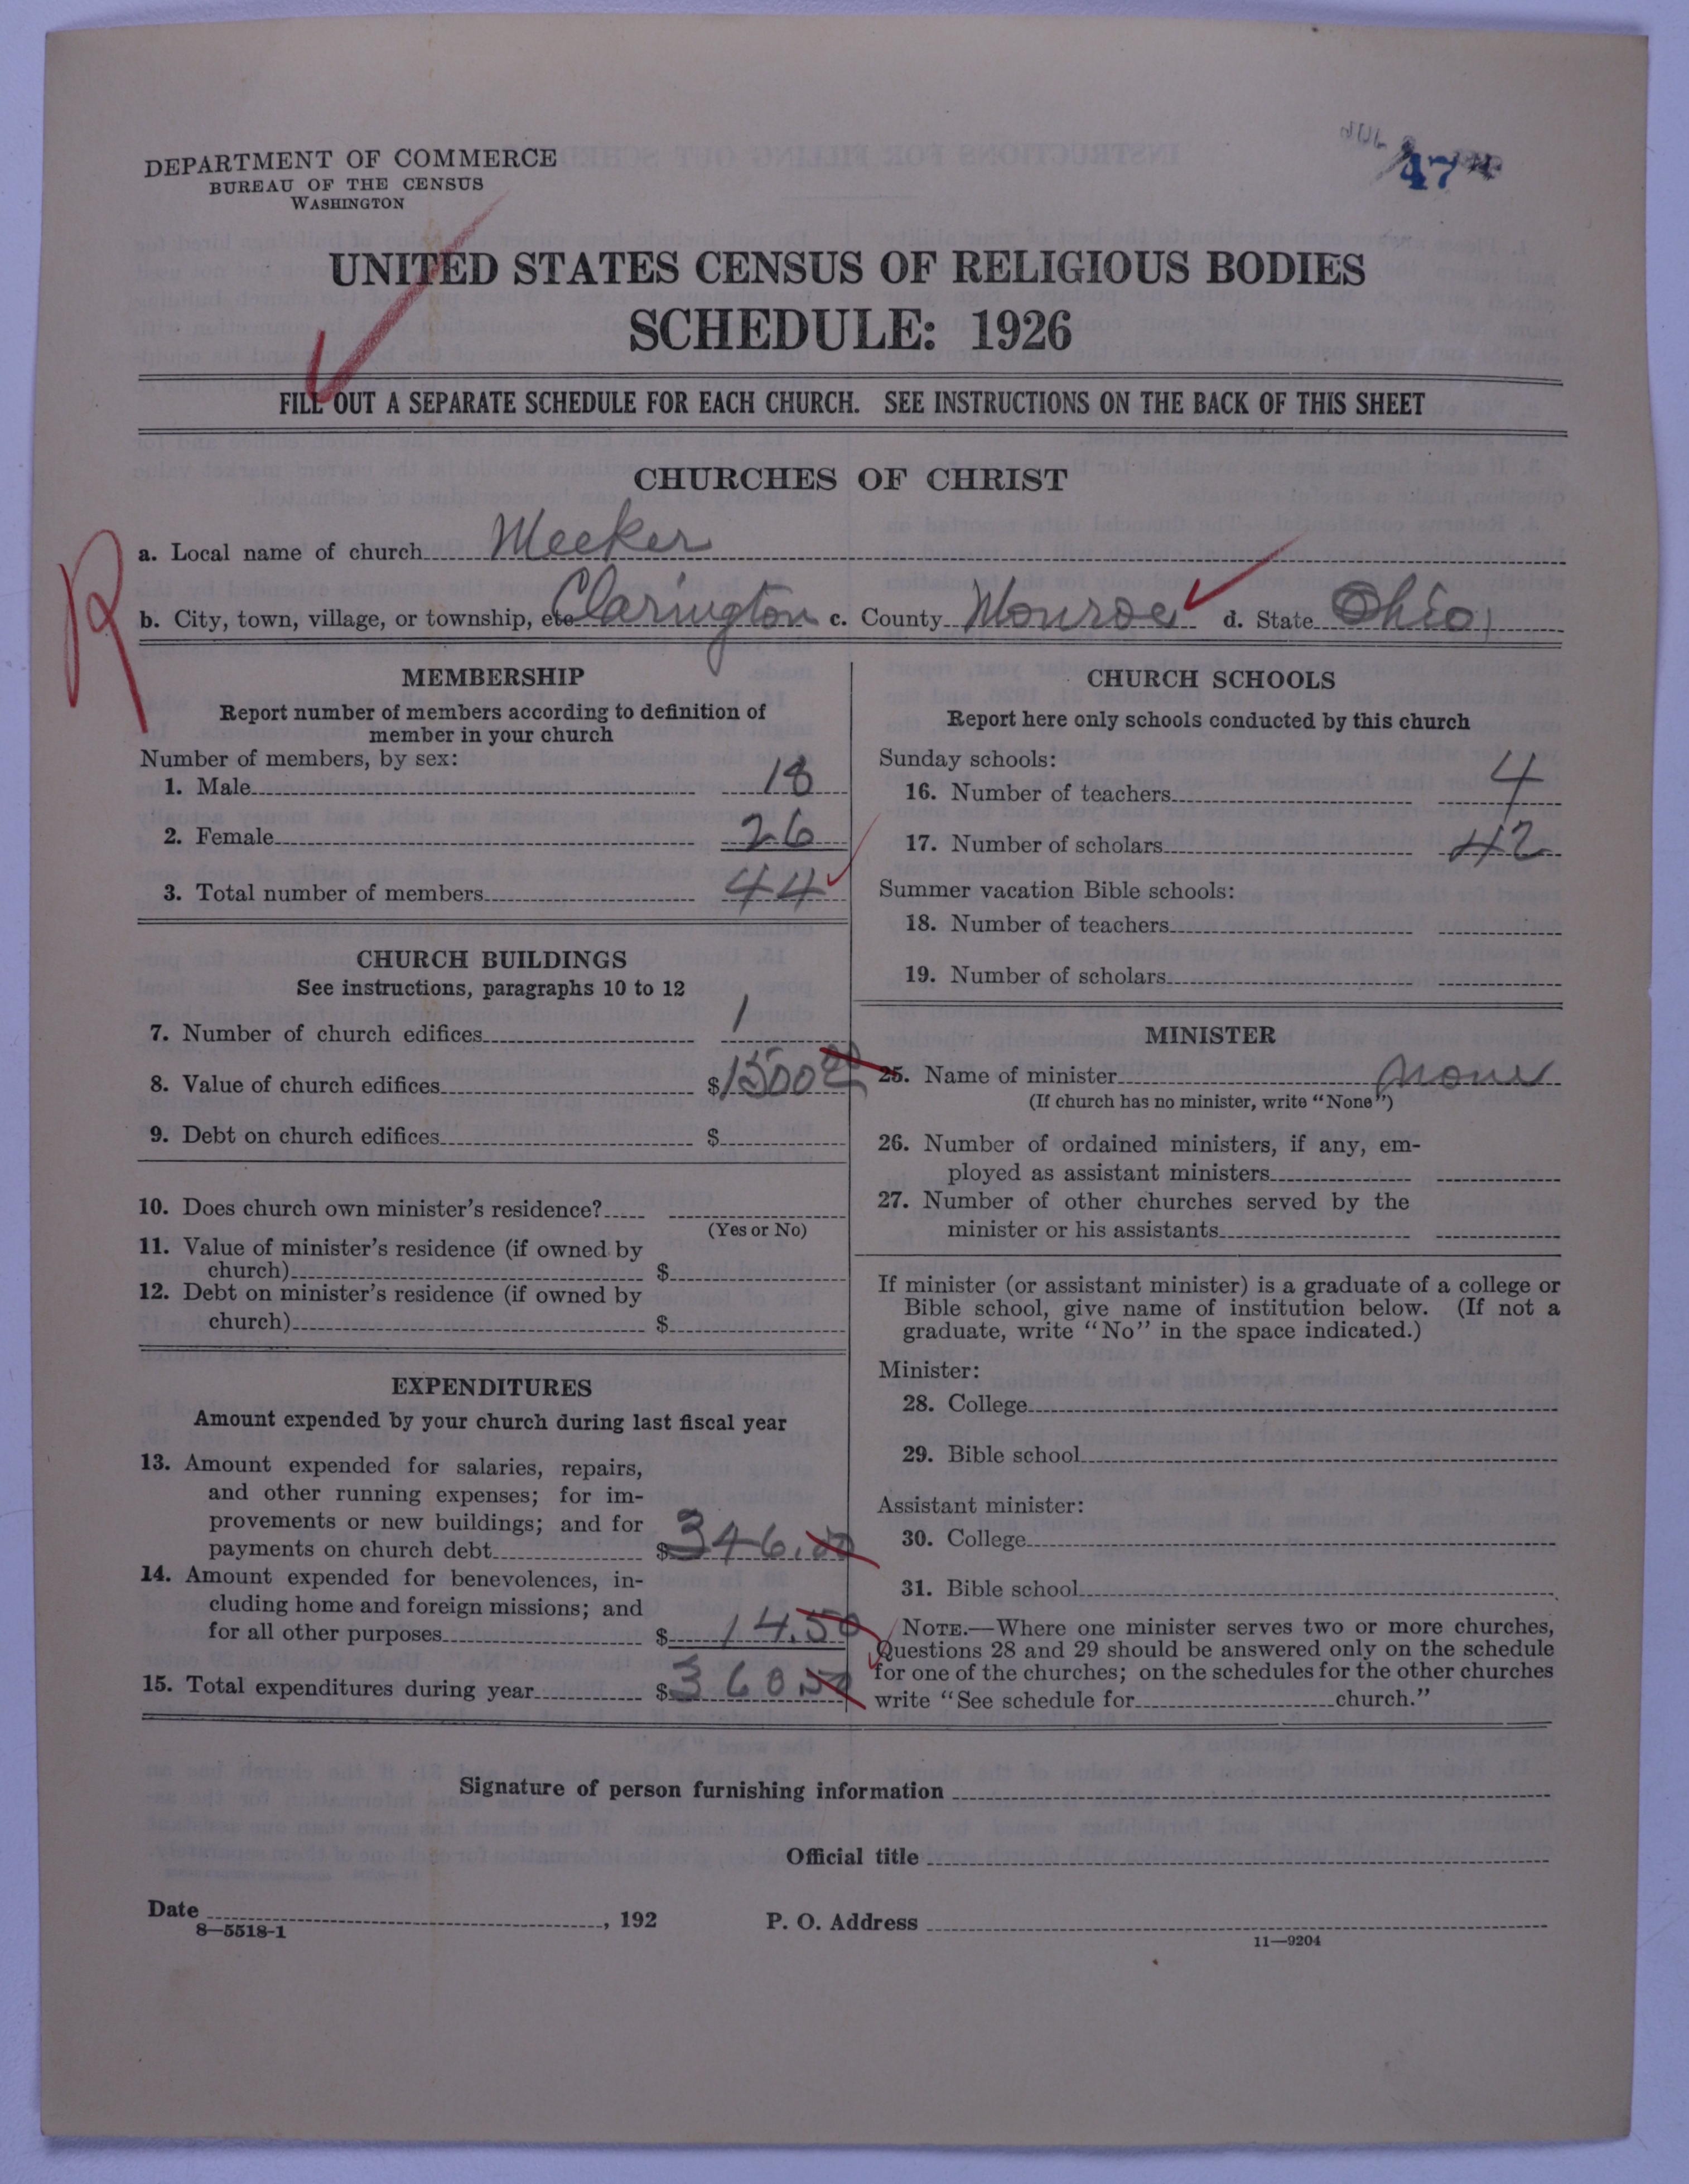 DEPARTMENT OF COMMERCE
BUREAU OF THE CENSUS
WASHINGTON
47
UNITED STATES CENSUS OF RELIGIOUS BODIES
SCHEDULE: 1926
FILL OUT A SEPARATE SCHEDULE FOR EACH CHURCH. SEE INSTRUCTIONS ON THE BACK OF THIS SHEET
CHURCHES OF CHRIST
R
a. Local name of church Meeker
b. City, town, village, or township, etc Clarington c. County Monroe d. State Ohio
MEMBERSHIP
Report number of members according to definition of
member in your church
Number of members, by sex:
1. Male 18
2. Female 26
3. Total number of members 44
CHURCH BUILDINGS
See instructions, paragraphs 10 to 12
7. Number of church edifices 1
8. Value of church edifices $1500 00
9. Debt on church edifices $
10. Does church own minister's residence?
(Yes or No)
11. Value of minister's residence (if owned by
church) $
12. Debt on minister's residence (if owned by
church) $
EXPENDITURES
Amount expended by your church during last fiscal year
13. Amount expended for salaries, repairs,
and other running expenses; for im-
provements or new buildings; and for
payments on church debt $346.00
14. Amount expended for benevolences, in-
cluding home and foreign missions; and
for all other purposes $14.50
15. Total expenditures during year $360.50
CHURCH SCHOOLS
Report here only schools conducted by this church
Sunday schools:
16. Number of teachers 4
17. Number of scholars 42
Summer vacation Bible schools:
18. Number of teachers
19. Number of scholars
MINISTER
25. Name of minister None
(If church has no minister, write "None")
26. Number of ordained ministers, if any, em-
ployed as assistant ministers
27. Number of other churches served by the
minister or his assistants
If minister (or assistant minister) is a graduate of a college or
Bible school, give name of institution below. (If not a
graduate, write "No" in the space indicated.)
Minister:
28. College
29. Bible school
Assistant minister:
30. College
31. Bible school
NOTE.—Where one minister serves two or more churches,
Questions 28 and 29 should be answered only on the schedule
for one of the churches; on the schedules for the other churches
write "See schedule for church."
Signature of person furnishing information
Official title
Date , 192 P. O. Address
8—5518-1
11—9204